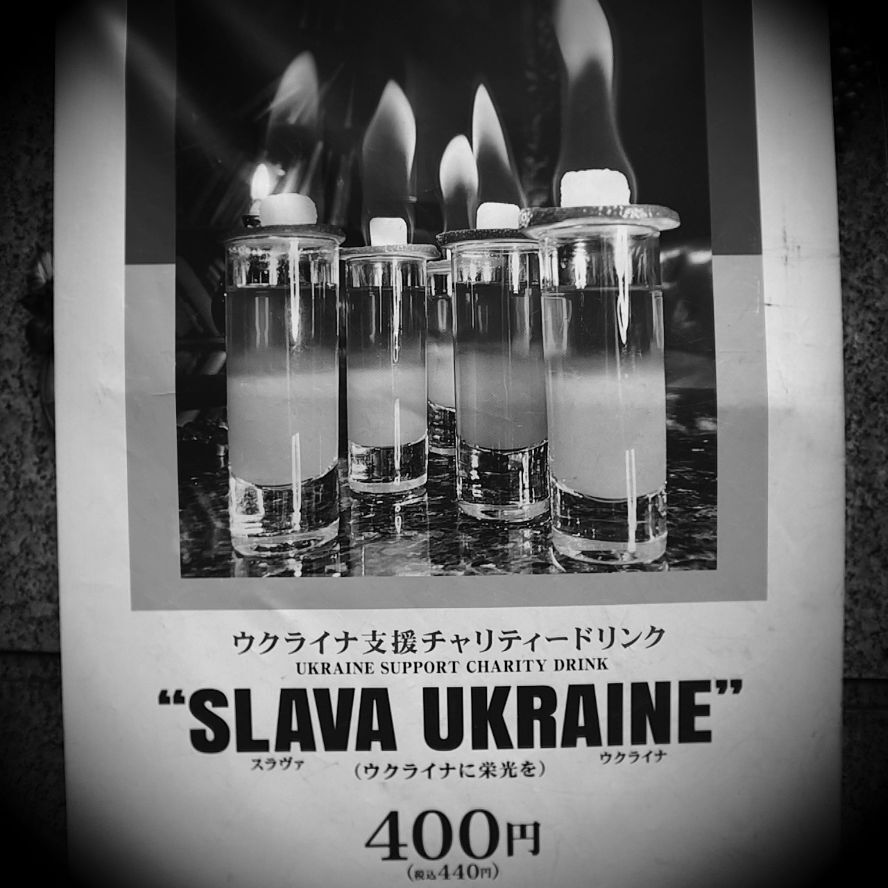 ウクライナ支援チャリティードリンク
UKRAINE SUPPORT CHARITY DRINK
“SLAVA UKRAINE”
スラヴァ ウクライナ
(ウクライナに栄光を)
400円
(税込440円)